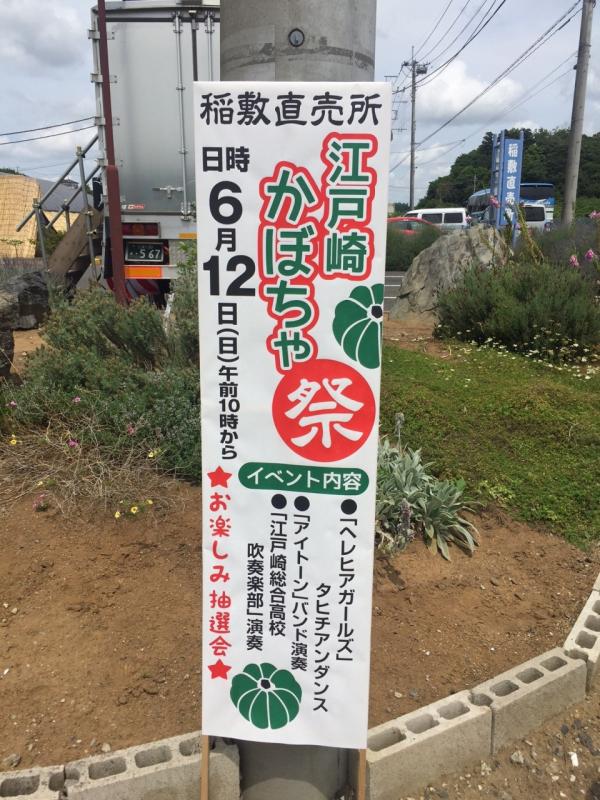 稲敷直売所
江戸崎
かぼちゃ
祭
日時
6月12日(日)午前10時から
★お楽しみ抽選会★
イベント内容
●「ヘレヒアガールズ」
タヒチアンダンス
●「アイトーン」バンド演奏
●「江戸崎総合高校
吹奏楽部」演奏
稲敷直売
・567